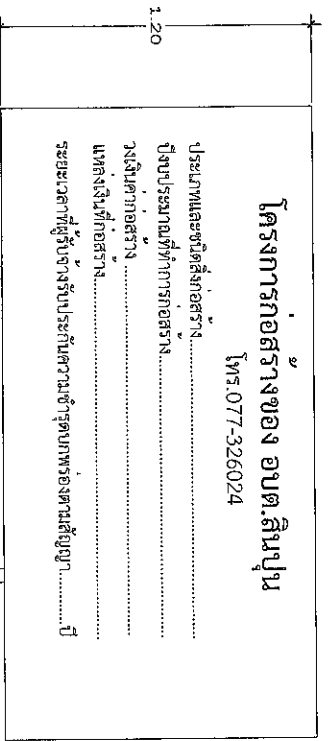 โครงการก่อสร้างของ อบต.สินปุน
โทร.077-326024
ประเภทและชนิดสิ่งก่อสร้าง....................................................
ปีงบประมาณที่ทำการก่อสร้าง....................................................
วงเงินค่าก่อสร้าง....................................................
แหล่งเงินที่ก่อสร้าง....................................................
ระยะเวลาที่ผู้รับจ้างรับประกันความชำรุดบกพร่องตามสัญญา..........ปี
1.20